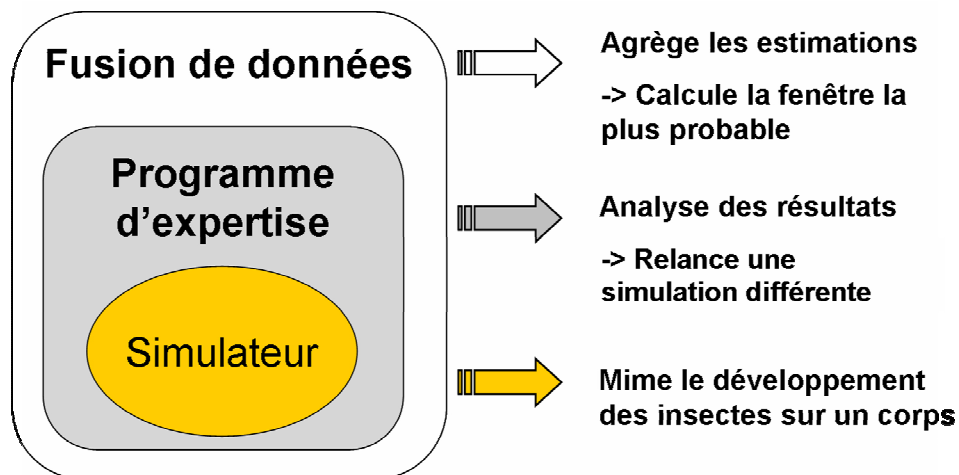 Fusion de données
Programme
d’expertise
Simulateur
Agrège les estimations
-> Calcule la fenêtre la
plus probable
Analyse des résultats
-> Relance une
simulation différente
Mime le développement
des insectes sur un corps